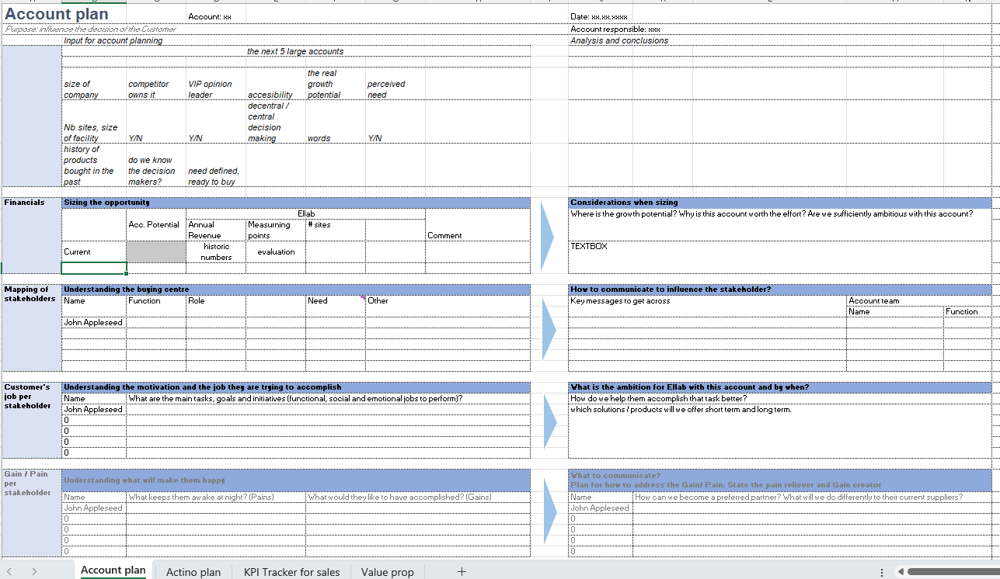 Account plan
Account: xx
Date: xx.xx.xxxx
Purpose: influence the decision of the Customer
Account responsible: xxx
Input for account planning
Analysis and conclusions
the next 5 large accounts
size of
company
competitor
owns it
VIP opinion
leader
accesibility
the real
growth
potential
perceived
need
Nb sites, size
of facility
Y/N
Y/N
decentral /
central
decision
making
words
Y/N
history of
products
bought in the
past
do we know
the decision
makers?
need defined,
ready to buy
Financials
Sizing the opportunity
Considerations when sizing
Ellab
Where is the growth potential? Why is this account worth the effort? Are we sufficiently ambitious with this account?
Acc. Potential
Annual
Revenue
Measurning
points
# sites
Comment
Current
historic
numbers
evaluation
TEXTBOX
Mapping of
stakeholders
Understanding the buying centre
How to communicate to influence the stakeholder?
Name
Function
Role
Need
Other
Key messages to get across
Account team
Name
Function
John Appleseed
Customer's
job per
stakeholder
Understanding the motivation and the job they are trying to accomplish
What is the ambition for Ellab with this account and by when?
Name
What are the main tasks, goals and initiatives (functional, social and emotional jobs to perform)?
How do we help them accomplish that task better?
John Appleseed
which solutions / products will we offer short term and long term.
0
0
0
0
Gain / Pain
per
stakeholder
Understanding what will make them happy
What to communicate?
Plan for how to address the Gain/ Pain: State the pain reliever and Gain creator
Name
What keeps them awake at night? (Pains)
What would they like to have accomplished? (Gains)
Name
How can we become a preferred partner? What will we do differently to their current suppliers?
John Appleseed
John Appleseed
0
0
0
0
0
0
0
0
Account plan
Actino plan
KPI Tracker for sales
Value prop